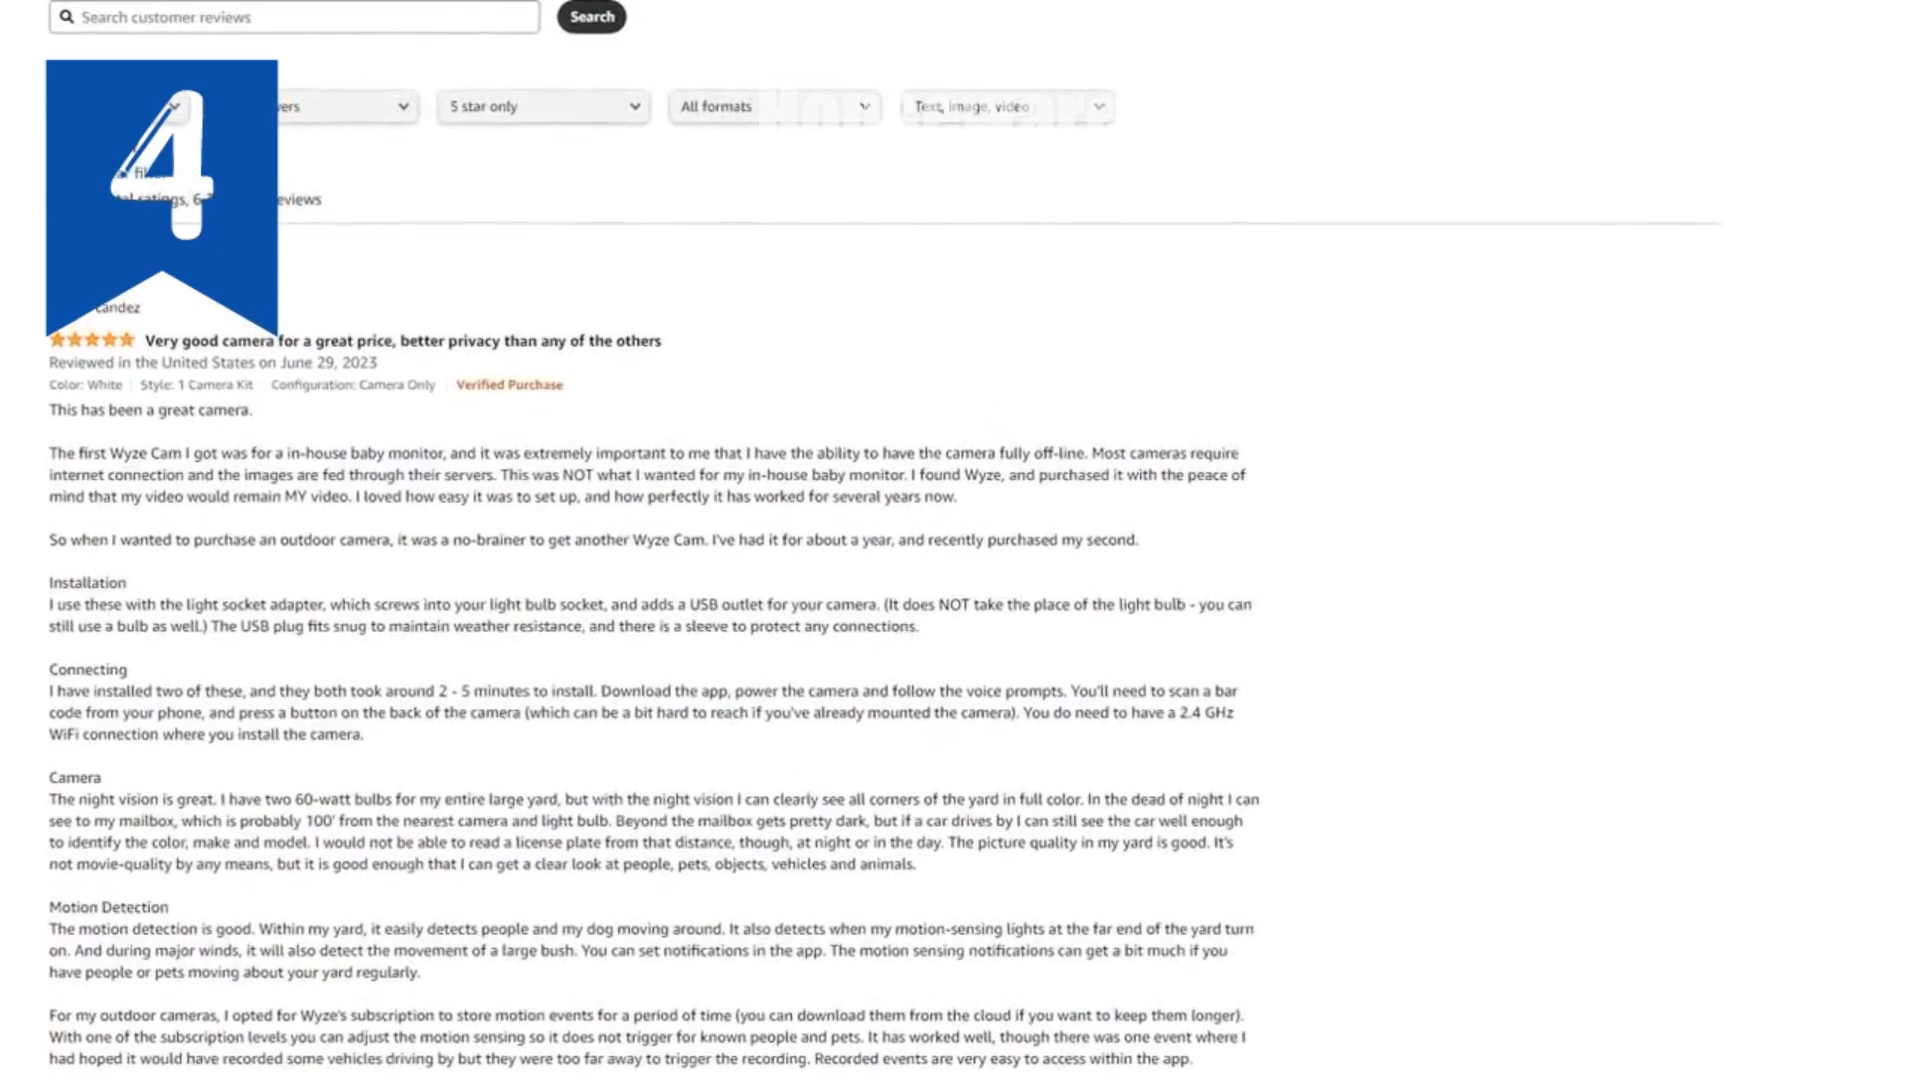 Search customer reviews
Search
4
5 star only
All formats
Text, image, video
eviews
Very good camera for a great price, better privacy than any of the others
Reviewed in the United States on June 29, 2023
Color: White Style: 1 Camera Kit Configuration: Camera Only Verified Purchase
This has been a great camera.
The first Wyze Cam I got was for a in-house baby monitor, and it was extremely important to me that I have the ability to have the camera fully off-line. Most cameras require
internet connection and the images are fed through their servers. This was NOT what I wanted for my in-house baby monitor. I found Wyze, and purchased it with the peace of
mind that my video would remain MY video. I loved how easy it was to set up, and how perfectly it has worked for several years now.
So when I wanted to purchase an outdoor camera, it was a no-brainer to get another Wyze Cam. I've had it for about a year, and recently purchased my second.
Installation
I use these with the light socket adapter, which screws into your light bulb socket, and adds a USB outlet for your camera. (It does NOT take the place of the light bulb - you can
still use a bulb as well.) The USB plug fits snug to maintain weather resistance, and there is a sleeve to protect any connections.
Connecting
I have installed two of these, and they both took around 2 - 5 minutes to install. Download the app, power the camera and follow the voice prompts. You'll need to scan a bar
code from your phone, and press a button on the back of the camera (which can be a bit hard to reach if you've already mounted the camera). You do need to have a 2.4 GHz
WiFi connection where you install the camera.
Camera
The night vision is great. I have two 60-watt bulbs for my entire large yard, but with the night vision I can clearly see all corners of the yard in full color. In the dead of night I can
see to my mailbox, which is probably 100' from the nearest camera and light bulb. Beyond the mailbox gets pretty dark, but if a car drives by I can still see the car well enough
to identify the color, make and model. I would not be able to read a license plate from that distance, though, at night or in the day. The picture quality in my yard is good. It's
not movie-quality by any means, but it is good enough that I can get a clear look at people, pets, objects, vehicles and animals.
Motion Detection
The motion detection is good. Within my yard, it easily detects people and my dog moving around. It also detects when my motion-sensing lights at the far end of the yard turn
on. And during major winds, it will also detect the movement of a large bush. You can set notifications in the app. The motion sensing notifications can get a bit much if you
have people or pets moving about your yard regularly.
For my outdoor cameras, I opted for Wyze's subscription to store motion events for a period of time (you can download them from the cloud if you want to keep them longer).
With one of the subscription levels you can adjust the motion sensing so it does not trigger for known people and pets. It has worked well, though there was one event where I
had hoped it would have recorded some vehicles driving by but they were too far away to trigger the recording. Recorded events are very easy to access within the app.